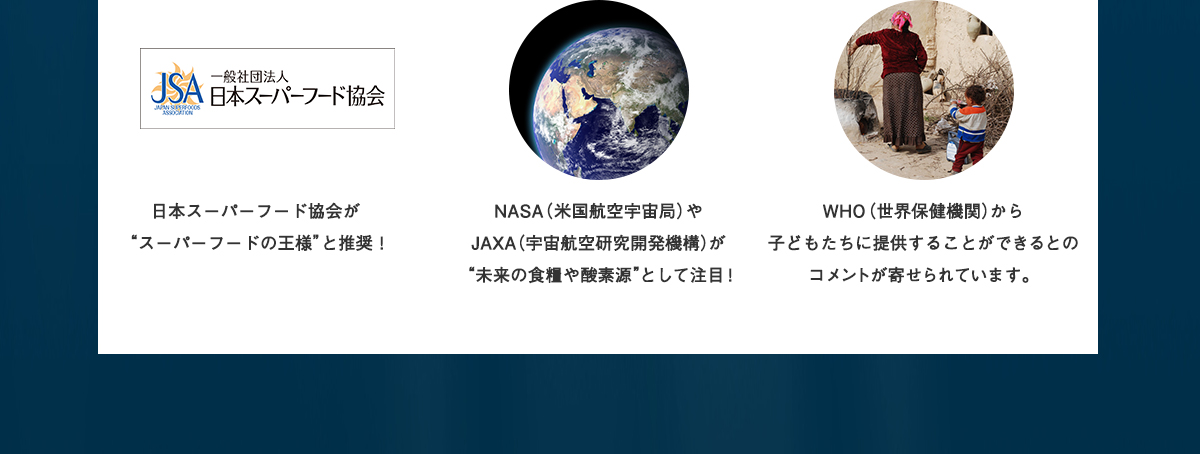 JSA
JAPAN SUPERFOODS
ASSOCIATION
一般社団法人
日本スーパーフード協会
日本スーパーフード協会が
“スーパーフードの王様”と推奨！
NASA（米国航空宇宙局）や
JAXA（宇宙航空研究開発機構）が
“未来の食糧や酸素源”として注目！
WHO（世界保健機関）から
子どもたちに提供することができるとの
コメントが寄せられています。